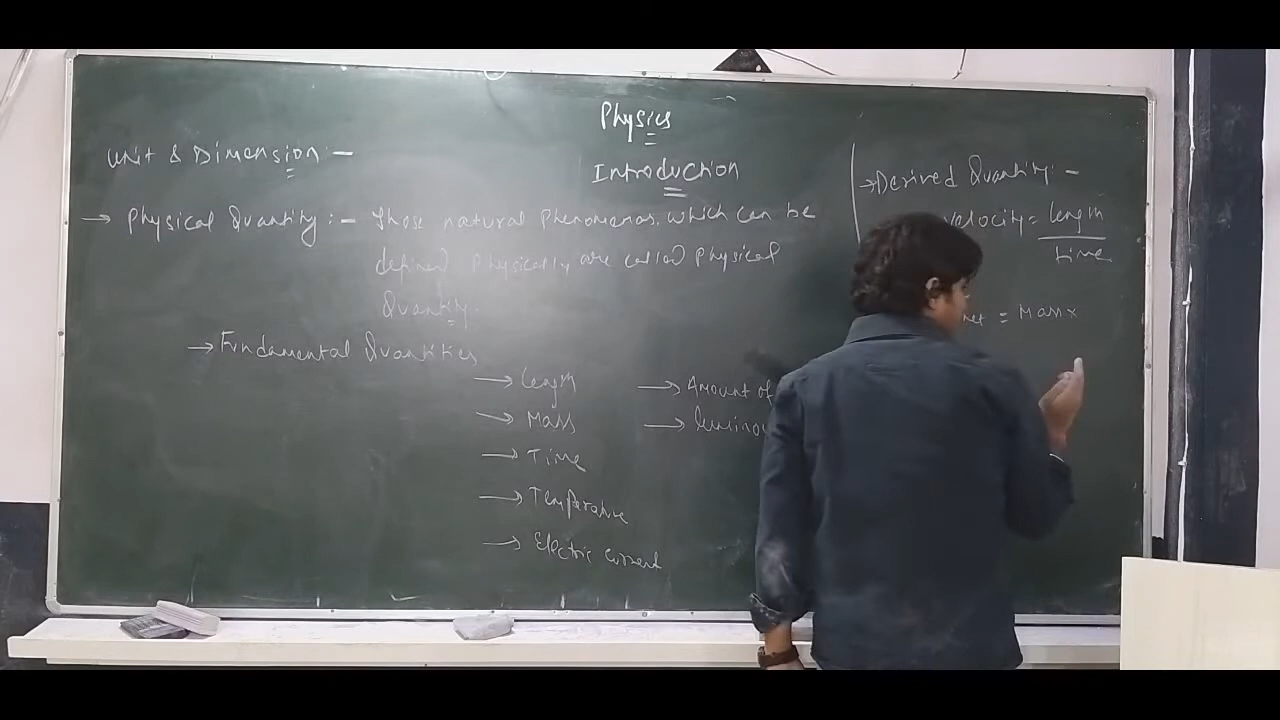 Physics
Introduction
Unit & Dimension :-
→ Physical Quantity :- Those natural phenomenas, which can be
defined physically are called physical
Quantity.
→ Fundamental Quantities
→ Length
→ Mass
→ Time
→ Temperature
→ Electric current
→ Amount of
→
→ Derived Quantity :-
velocity = length
time
= Mass x